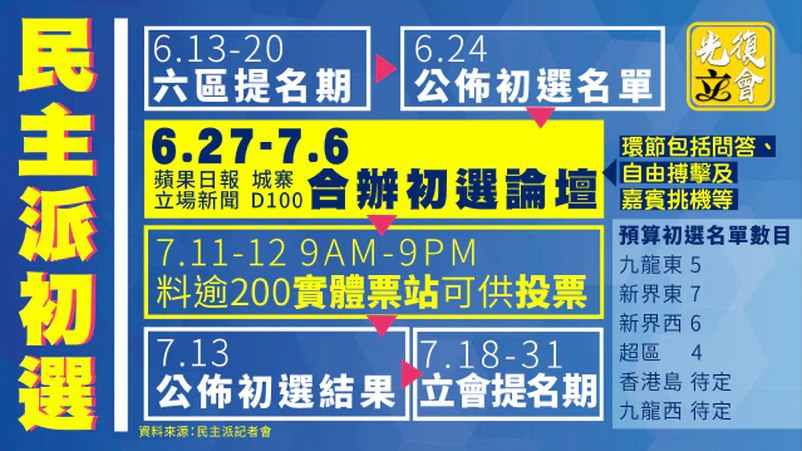 民主派初選
6.13-20
六區提名期
6.24
公佈初選名單
光復
立會
6.27-7.6
蘋果日報 城寨
立場新聞 D100
合辦初選論壇
環節包括問答、
自由搏擊及
嘉賓挑機等
7.11-12 9AM-9PM
料逾200實體票站可供投票
7.13
公佈初選結果
7.18-31
立會提名期
預算初選名單數目
九龍東 5
新界東 7
新界西 6
超區 4
香港島 待定
九龍西 待定
資料來源：民主派記者會